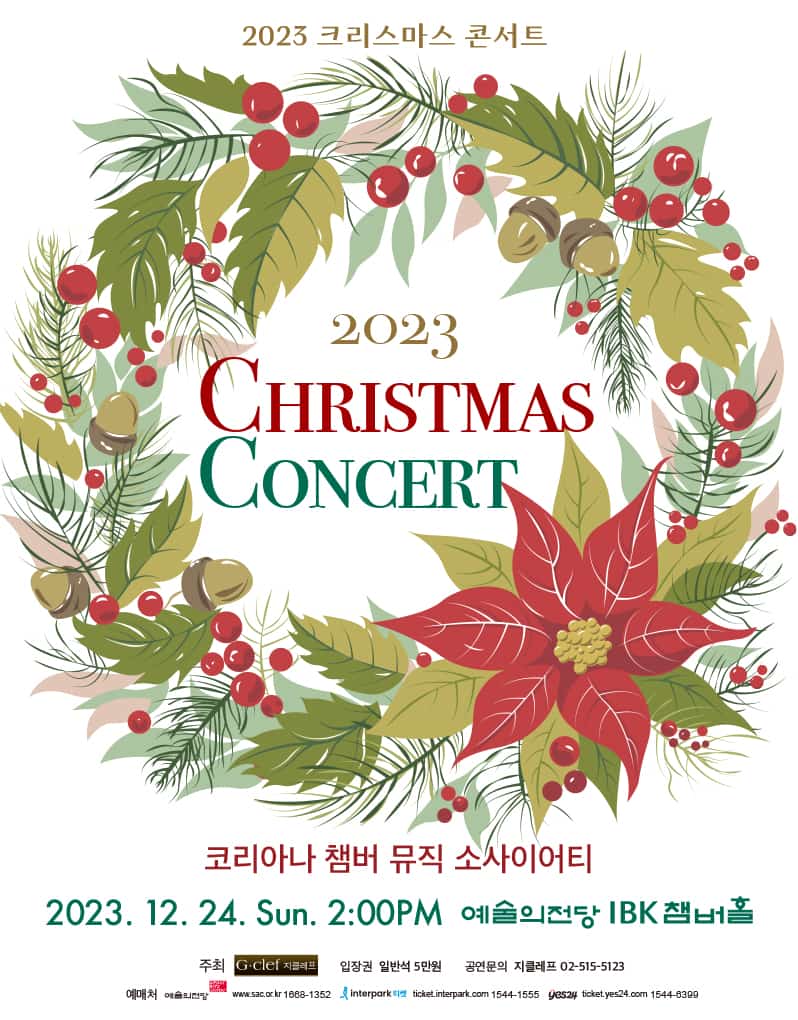 2023 크리스마스 콘서트
2023
CHRISTMAS
CONCERT
코리아나 챔버 뮤직 소사이어티
2023. 12. 24. Sun. 2:00PM 예술의전당 IBK챔버홀
주최 G·clef 지클레프 입장권 일반석 5만원 공연문의 지클레프 02-515-5123
예매처 예술의전당 www.sac.or.kr 1668-1352 interpark 티켓 ticket.interpark.com 1544-1555 yes24 ticket.yes24.com 1544-6399